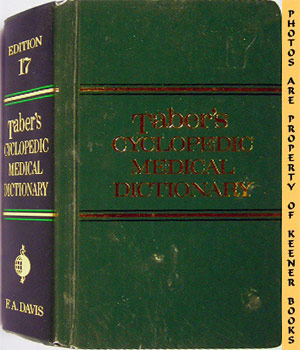 EDITION
17
Taber's
CYCLOPEDIC
MEDICAL
DICTIONARY
F.A. DAVIS
Taber's
CYCLOPEDIC
MEDICAL
DICTIONARY
PHOTOS ARE PROPERTY OF KEENER BOOKS